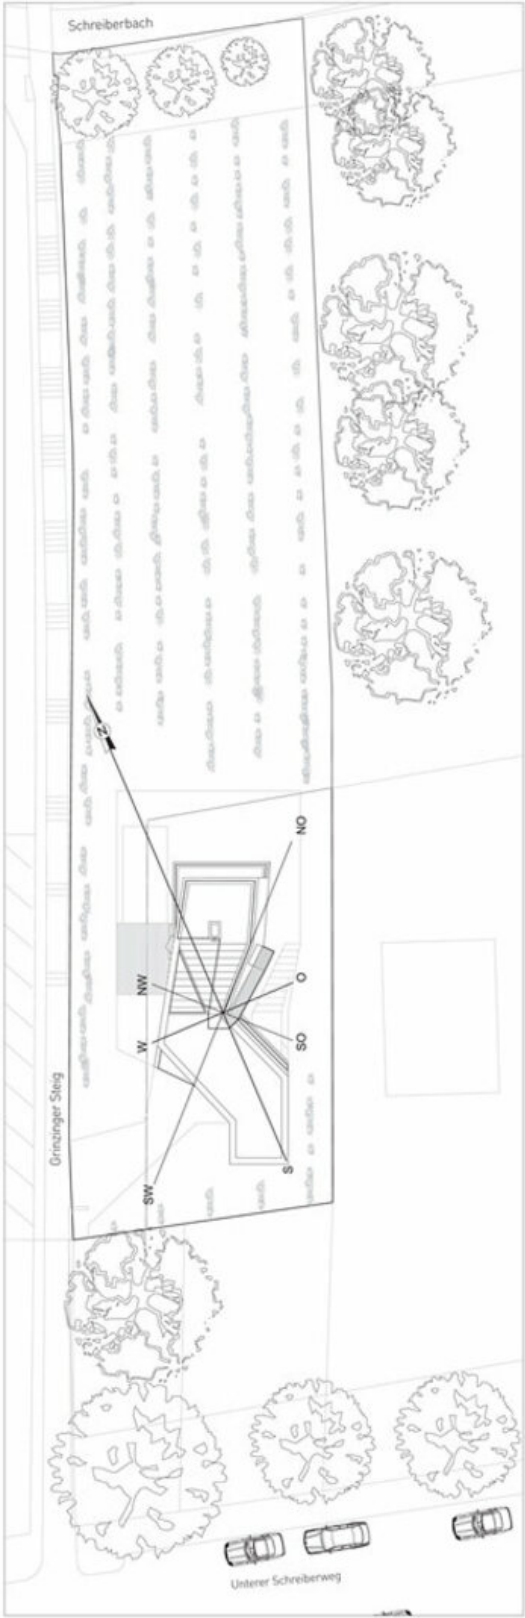 Schreiberbach
N
NO
NW
O
W
SO
Grinzinger Steig
S
SW
Unterer Schreiberweg